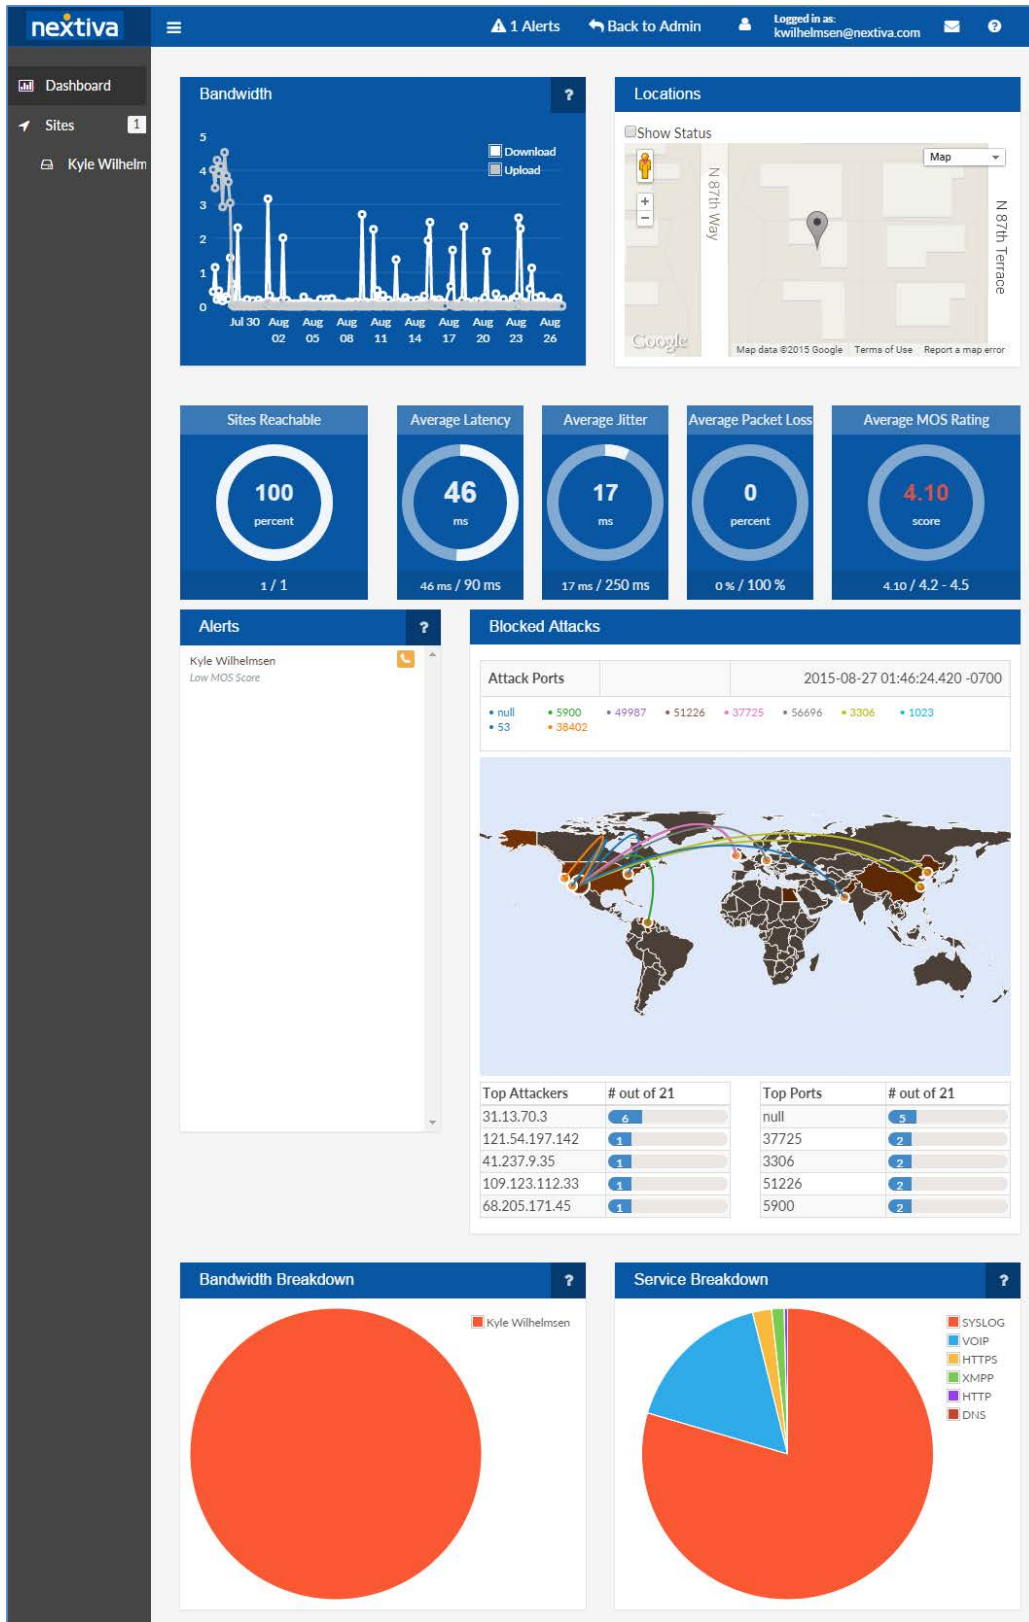 nextiva
1 Alerts
Back to Admin
Logged in as:
kwilhelmsen@nextiva.com
?
Dashboard
Sites 1
Kyle Wilhelm
Bandwidth ?
5
4
3
2
1
0
Download
Upload
Jul 30 Aug 02 Aug 05 Aug 08 Aug 11 Aug 14 Aug 17 Aug 20 Aug 23 Aug 26
Locations
Show Status
Map
+
−
N 87th Way
N 87th Terrace
Google
Map data ©2015 Google Terms of Use Report a map error
Sites Reachable
100
percent
1 / 1
Average Latency
46
ms
46 ms / 90 ms
Average Jitter
17
ms
17 ms / 250 ms
Average Packet Loss
0
percent
0 % / 100 %
Average MOS Rating
4.10
score
4.10 / 4.2 - 4.5
Alerts ?
Kyle Wilhelmsen
Low MOS Score
Blocked Attacks
Attack Ports 2015-08-27 01:46:24.420 -0700
• null • 5900 • 49987 • 51226 • 37725 • 56696 • 3306 • 1023
• 53 • 38402
Top Attackers # out of 21
31.13.70.3 6
121.54.197.142 1
41.237.9.35 1
109.123.112.33 1
68.205.171.45 1
Top Ports # out of 21
null 5
37725 2
3306 2
51226 2
5900 2
Bandwidth Breakdown ?
Kyle Wilhelmsen
Service Breakdown ?
SYSLOG
VOIP
HTTPS
XMPP
HTTP
DNS